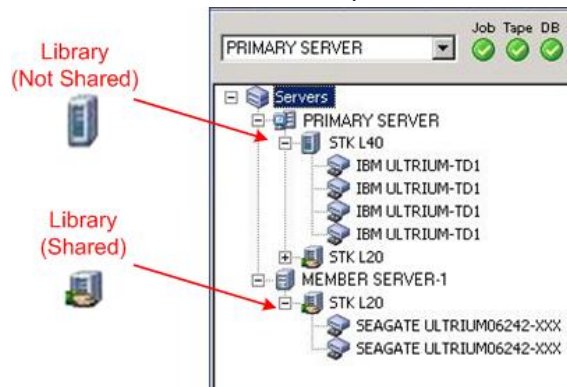 Job Tape DB
PRIMARY SERVER
Library
(Not Shared)
Servers
PRIMARY SERVER
STK L40
IBM ULTRIUM-TD1
IBM ULTRIUM-TD1
IBM ULTRIUM-TD1
IBM ULTRIUM-TD1
STK L20
Library
(Shared)
MEMBER SERVER-1
STK L20
SEAGATE ULTRIUM06242-XXX
SEAGATE ULTRIUM06242-XXX